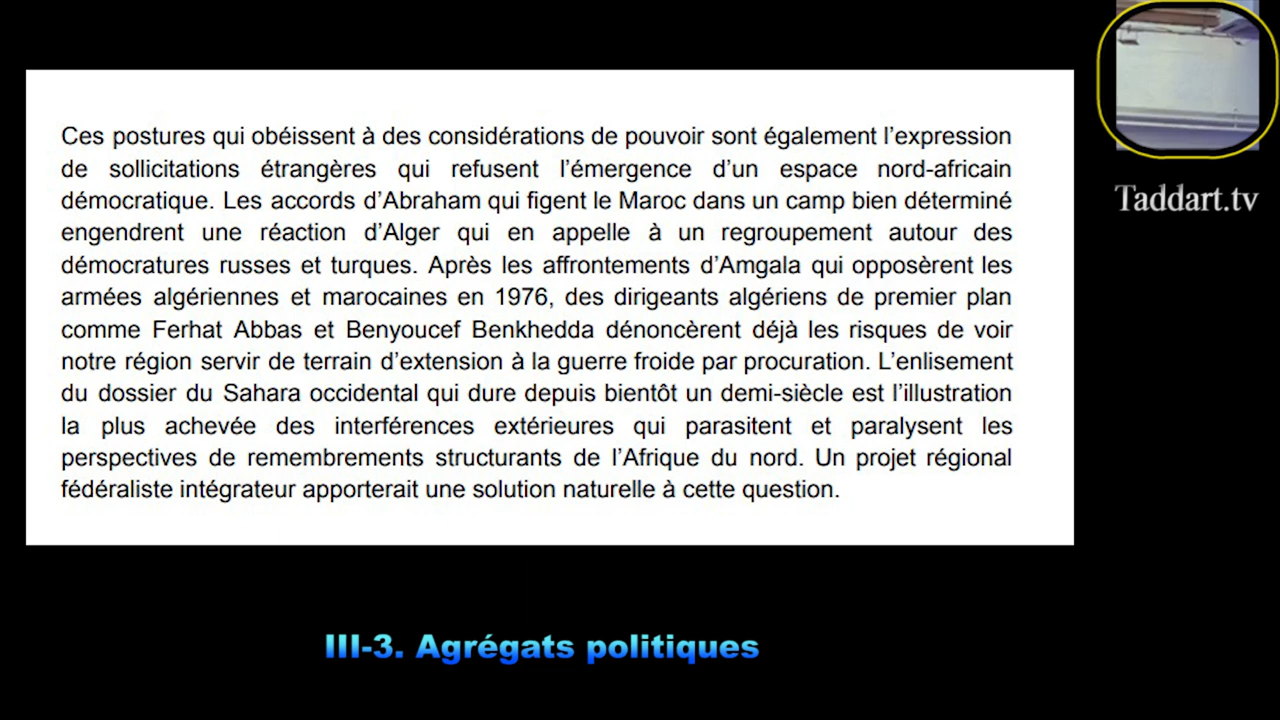 Ces postures qui obéissent à des considérations de pouvoir sont également l’expression
de sollicitations étrangères qui refusent l’émergence d’un espace nord-africain
démocratique. Les accords d’Abraham qui figent le Maroc dans un camp bien déterminé
engendrent une réaction d’Alger qui en appelle à un regroupement autour des
démocratures russes et turques. Après les affrontements d’Amgala qui opposèrent les
armées algériennes et marocaines en 1976, des dirigeants algériens de premier plan
comme Ferhat Abbas et Benyoucef Benkhedda dénoncèrent déjà les risques de voir
notre région servir de terrain d’extension à la guerre froide par procuration. L’enlisement
du dossier du Sahara occidental qui dure depuis bientôt un demi-siècle est l’illustration
la plus achevée des interférences extérieures qui parasitent et paralysent les
perspectives de remembrements structurants de l’Afrique du nord. Un projet régional
fédéraliste intégrateur apporterait une solution naturelle à cette question.
Taddart.tv
III-3. Agrégats politiques